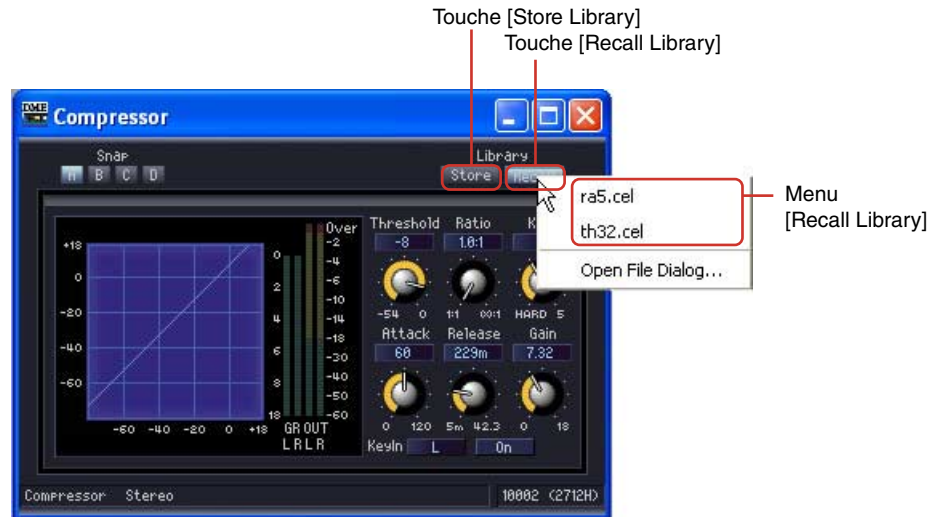 Touche [Store Library]
Touche [Recall Library]
DME Compressor
Snap
Library
A B C D
Store
ra5.cel
th32.cel
Open File Dialog...
Menu
[Recall Library]
Threshold Ratio
-8 1.0:1
-54 0 1:1 00:1 HARD 5
Attack Release Gain
60 229m 7.32
0 120 5m 42.3 0 18
KeyIn L On
+18
0
-20
-40
-60
-60 -40 -20 0 +18
0
2
4
6
8
18
Over
-2
-4
-6
-10
-14
-18
-30
-40
-50
-60
GR OUT
L R L R
Compressor Stereo
10002 (2712H)